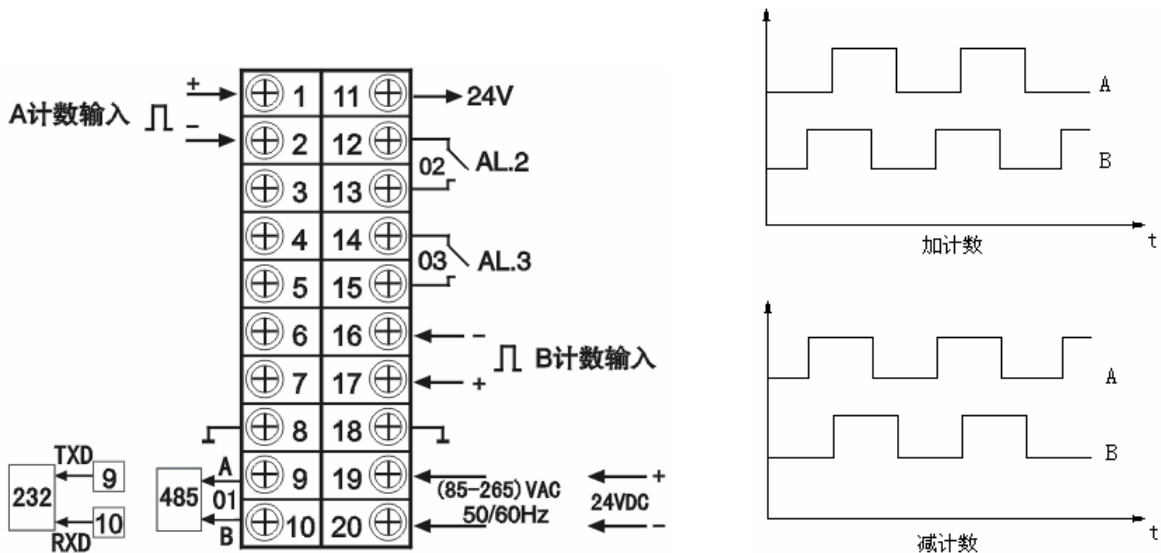 A计数输入
+
−
1 11
24V
2 12
02
AL.2
3 13
4 14
03
AL.3
5 15
6 16
−
B计数输入
7 17
+
8 18
TXD
9
232
10
RXD
485
A
01
B
9 19
10 20
(85-265)VAC
50/60Hz
+
24VDC
−
A
B
t
加计数
A
B
t
减计数